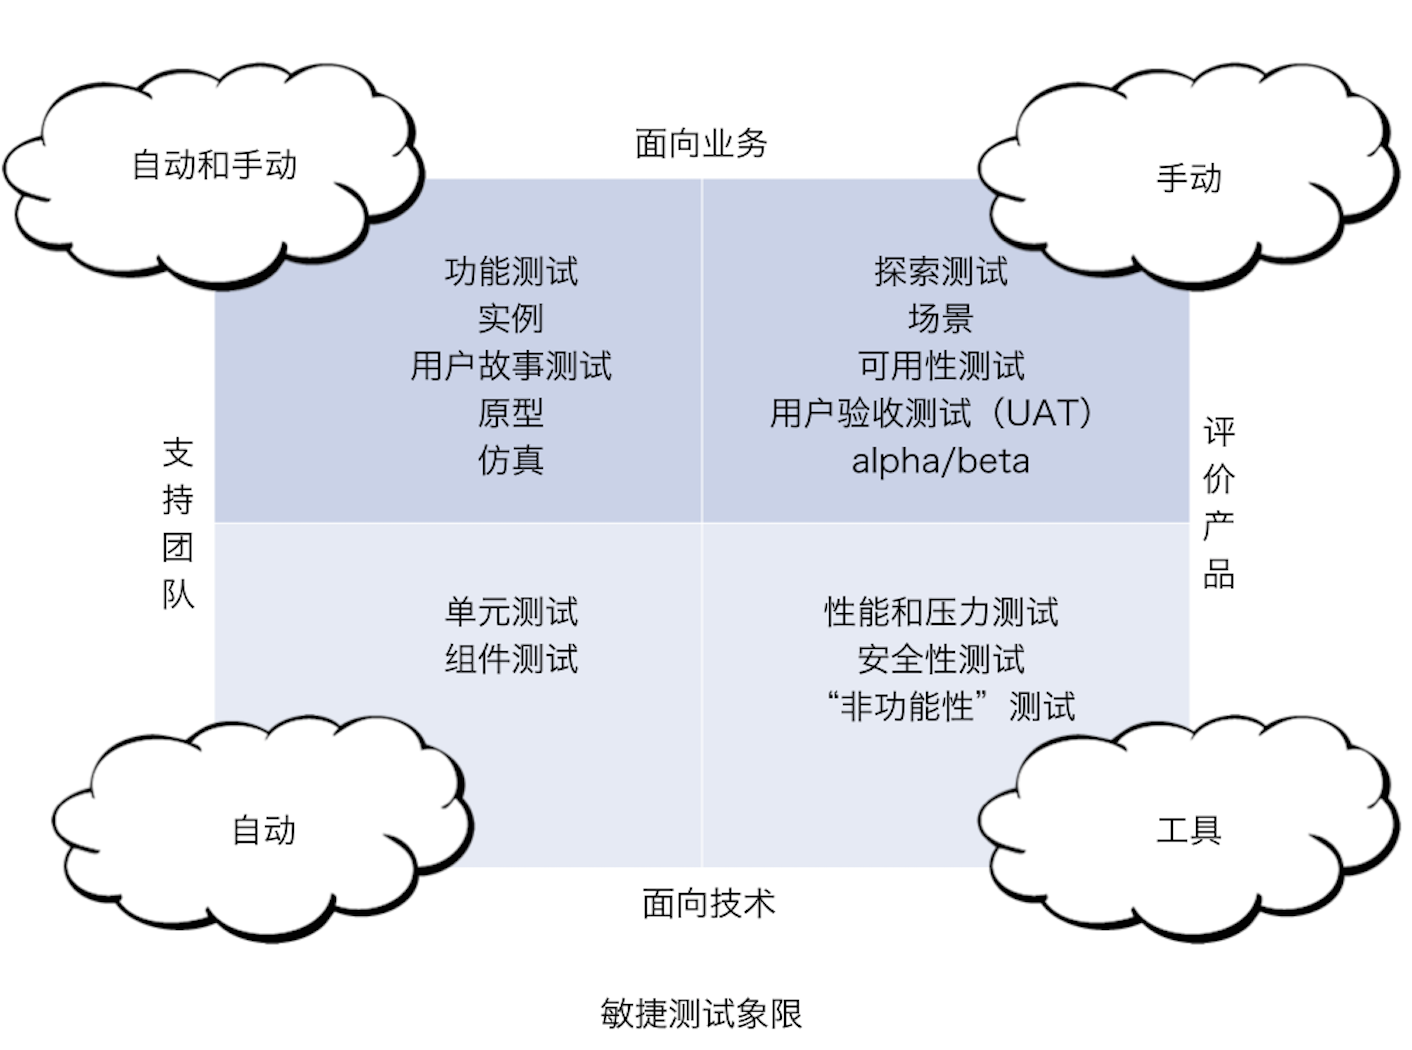 面向业务
自动和手动
手动
功能测试
实例
用户故事测试
原型
仿真
探索测试
场景
可用性测试
用户验收测试（UAT）
alpha/beta
支
持
团
队
评
价
产
品
单元测试
组件测试
性能和压力测试
安全性测试
“非功能性”测试
自动
工具
面向技术
敏捷测试象限